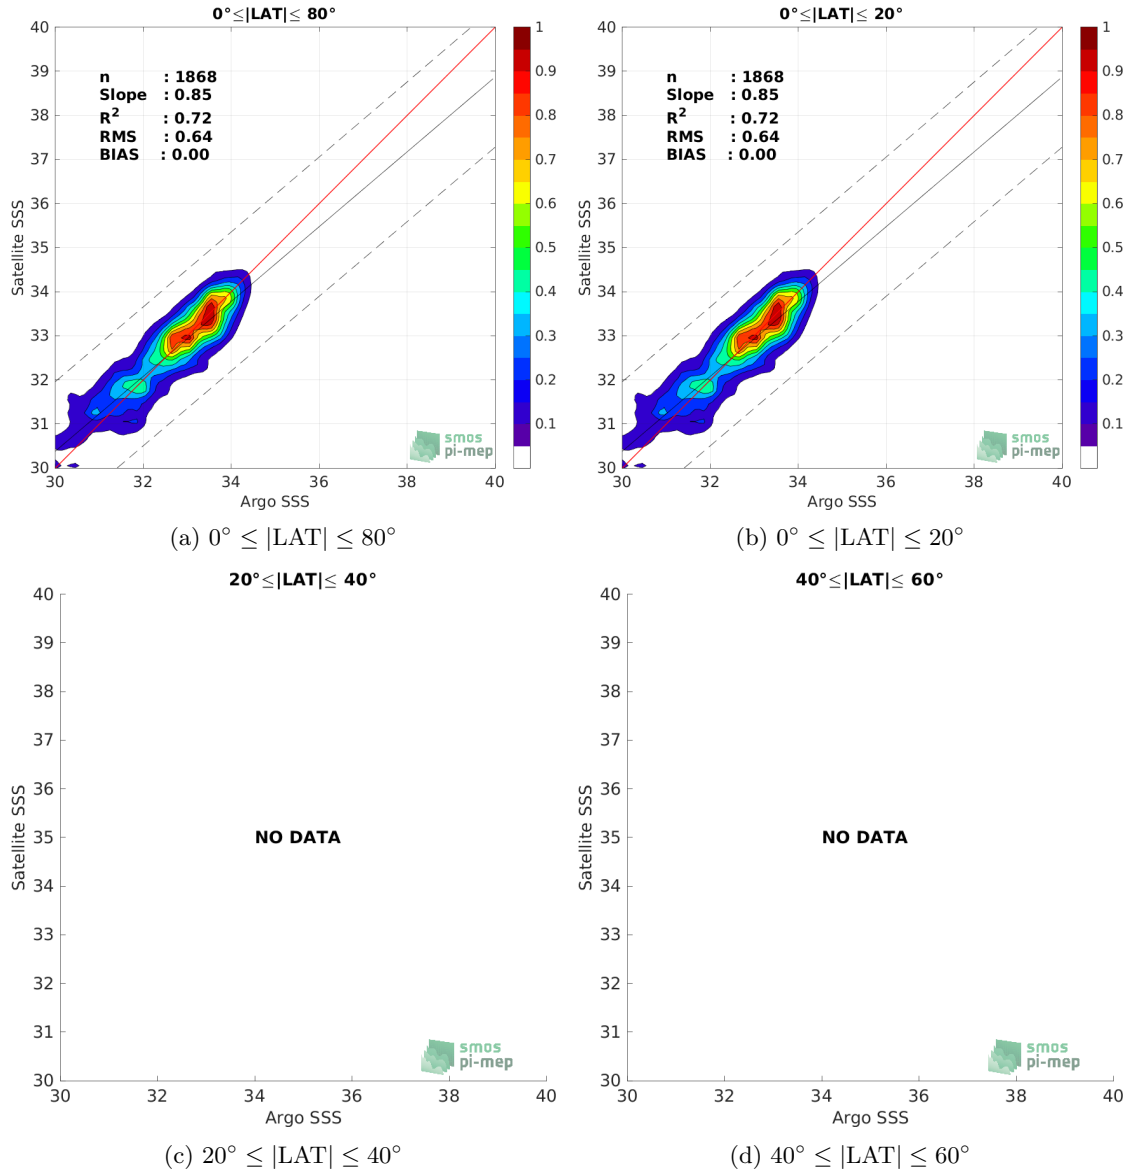 0°≤|LAT|≤ 80°
40
39
38
37
36
35
34
33
32
31
30
Satellite SSS
n : 1868
Slope : 0.85
R² : 0.72
RMS : 0.64
BIAS : 0.00
smos
pi-mep
30 32 34 36 38 40
Argo SSS
1
0.9
0.8
0.7
0.6
0.5
0.4
0.3
0.2
0.1
(a) 0° ≤ |LAT| ≤ 80°
0°≤|LAT|≤ 20°
40
39
38
37
36
35
34
33
32
31
30
Satellite SSS
n : 1868
Slope : 0.85
R² : 0.72
RMS : 0.64
BIAS : 0.00
smos
pi-mep
30 32 34 36 38 40
Argo SSS
1
0.9
0.8
0.7
0.6
0.5
0.4
0.3
0.2
0.1
(b) 0° ≤ |LAT| ≤ 20°
20°≤|LAT|≤ 40°
40
39
38
37
36
35
34
33
32
31
30
Satellite SSS
NO DATA
smos
pi-mep
30 32 34 36 38 40
Argo SSS
(c) 20° ≤ |LAT| ≤ 40°
40°≤|LAT|≤ 60°
40
39
38
37
36
35
34
33
32
31
30
Satellite SSS
NO DATA
smos
pi-mep
30 32 34 36 38 40
Argo SSS
(d) 40° ≤ |LAT| ≤ 60°